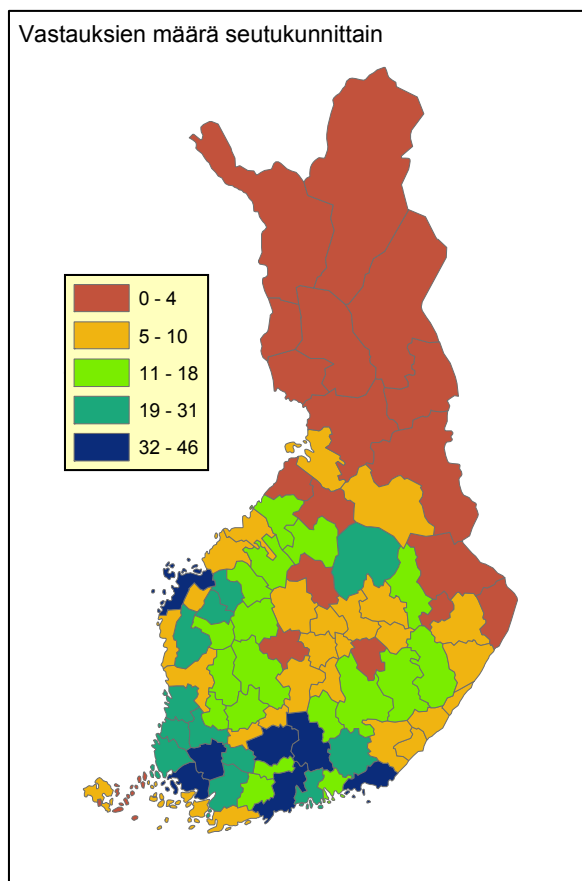 Vastauksien määrä seutukunnittain
0 - 4
5 - 10
11 - 18
19 - 31
32 - 46